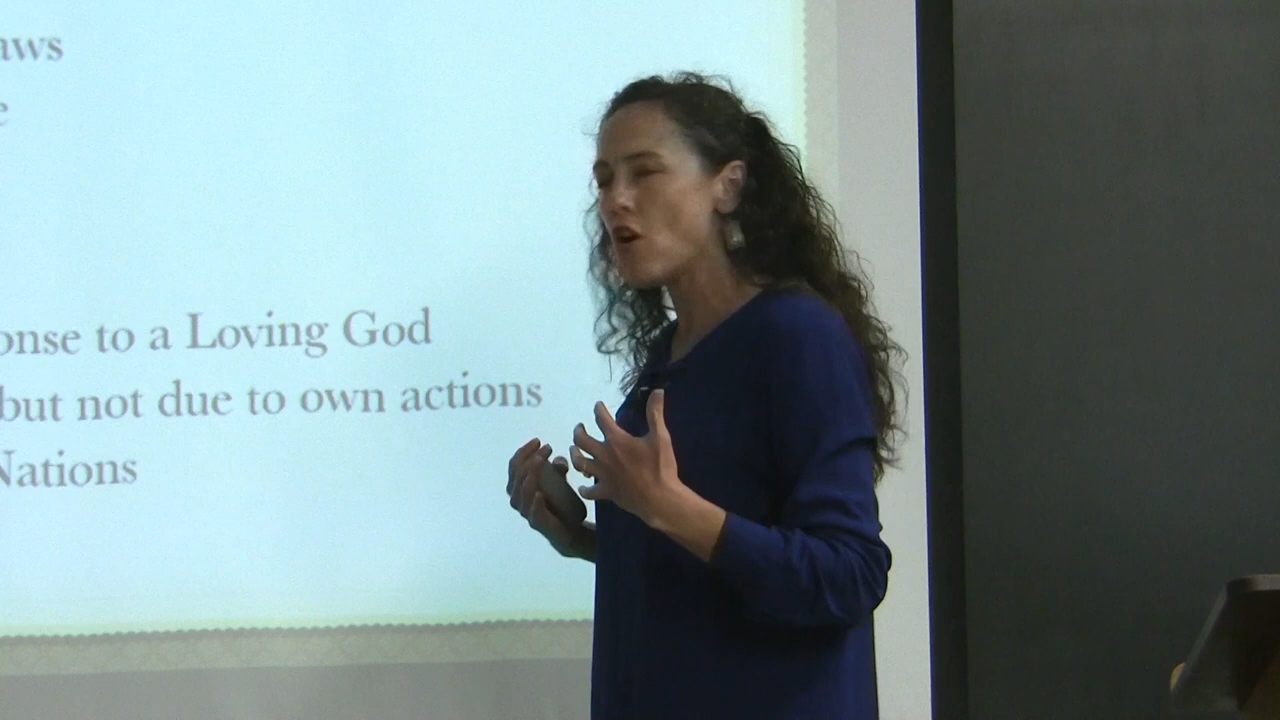 aws
e
onse to a Loving God
but not due to own actions
Nations